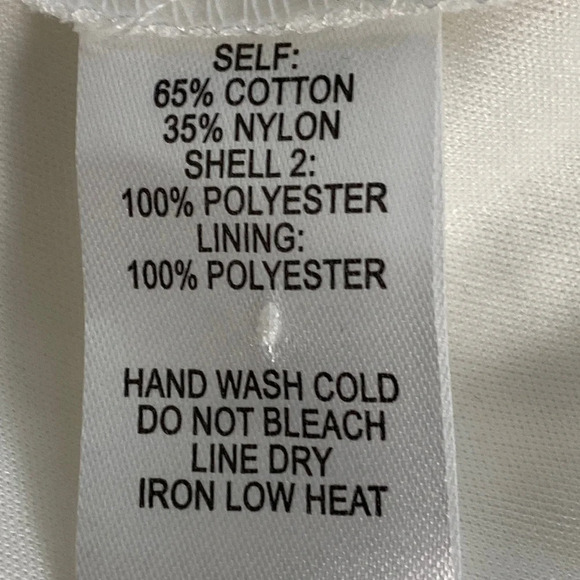 SELF:
65% COTTON
35% NYLON
SHELL 2:
100% POLYESTER
LINING:
100% POLYESTER
HAND WASH COLD
DO NOT BLEACH
LINE DRY
IRON LOW HEAT